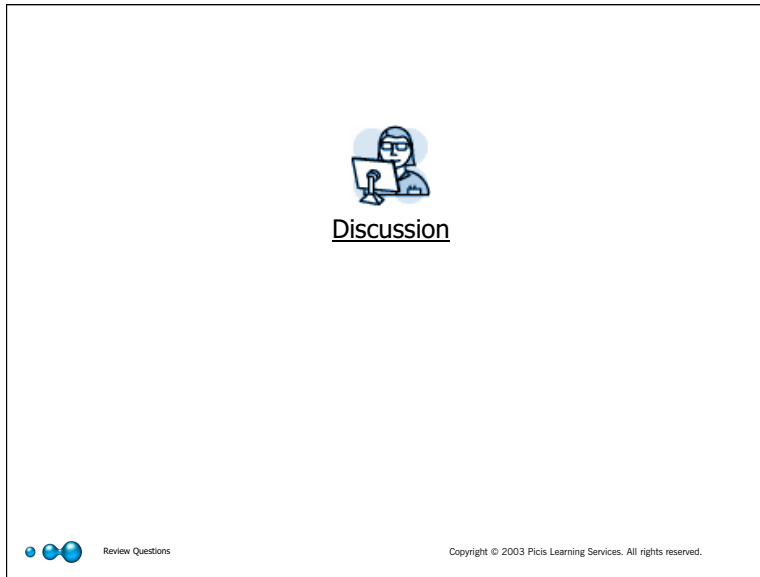 Discussion
Review Questions
Copyright © 2003 Picis Learning Services. All rights reserved.